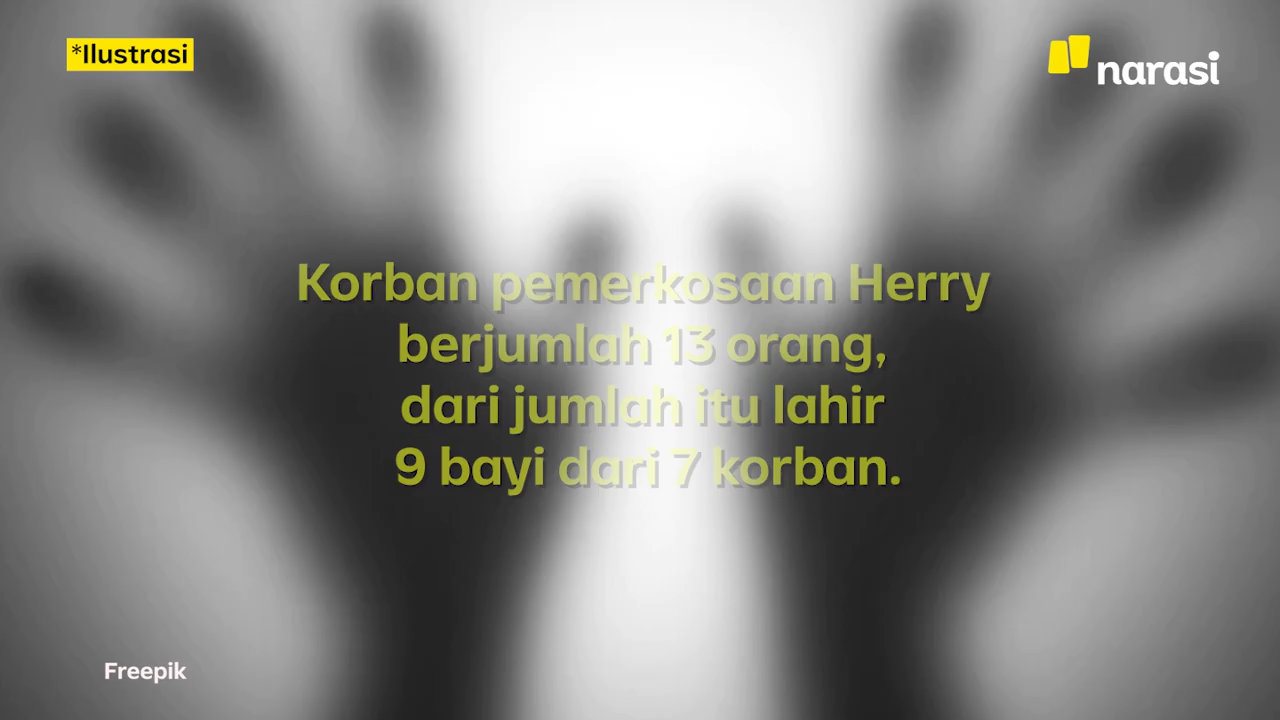 *Ilustrasi
narasi
Korban pemerkosaan Herry
berjumlah 13 orang,
dari jumlah itu lahir
9 bayi dari 7 korban.
Freepik